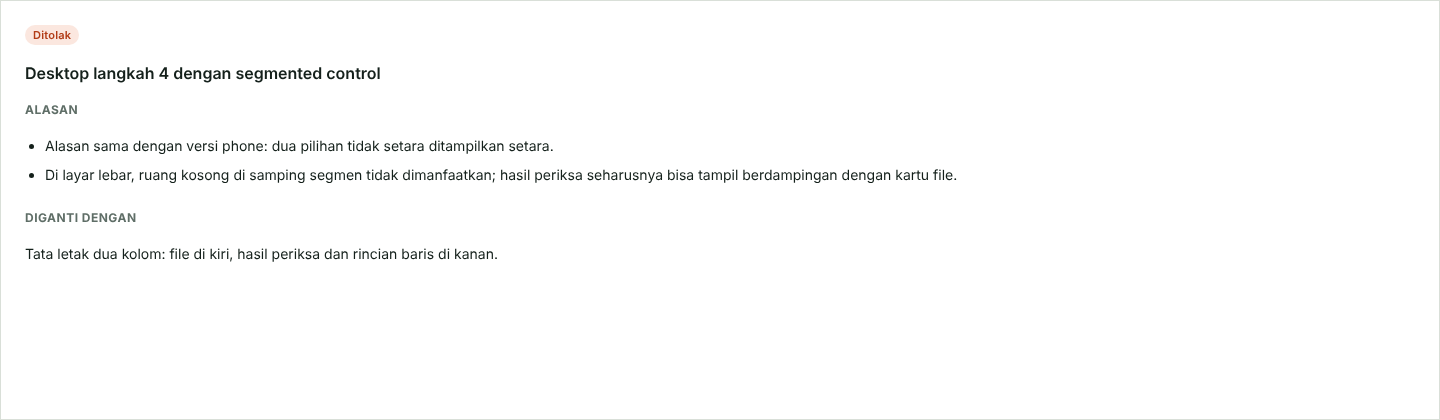 Ditolak
Desktop langkah 4 dengan segmented control
ALASAN
• Alasan sama dengan versi phone: dua pilihan tidak setara ditampilkan setara.
• Di layar lebar, ruang kosong di samping segmen tidak dimanfaatkan; hasil periksa seharusnya bisa tampil berdampingan dengan kartu file.
DIGANTI DENGAN
Tata letak dua kolom: file di kiri, hasil periksa dan rincian baris di kanan.